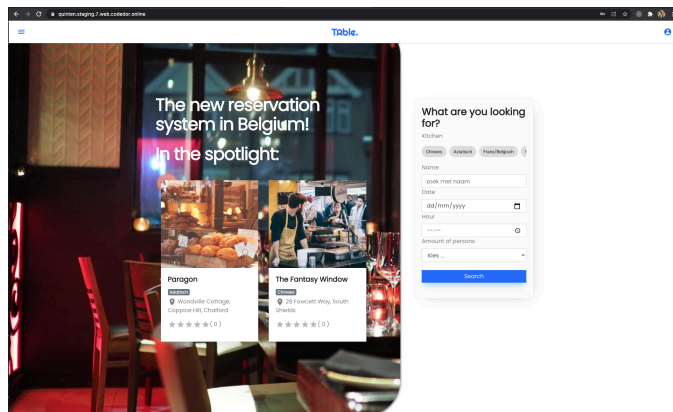 quinten.staging.7.web.codedor.online
TABle.
The new reservation
system in Belgium!
In the spotlight:
Paragon
Aziatisch
Woodville Cottage,
Coppice Hill, Chalford
( 0 )
The Fantasy Window
Chinees
28 Fawcett Way, South
Shields
( 0 )
What are you looking
for?
Kitchen
Chinees Aziatisch Frans/Belgisch
Name
zoek met naam
Date
dd/mm/yyyy
Hour
--:--
Amount of persons
Kies ...
Search